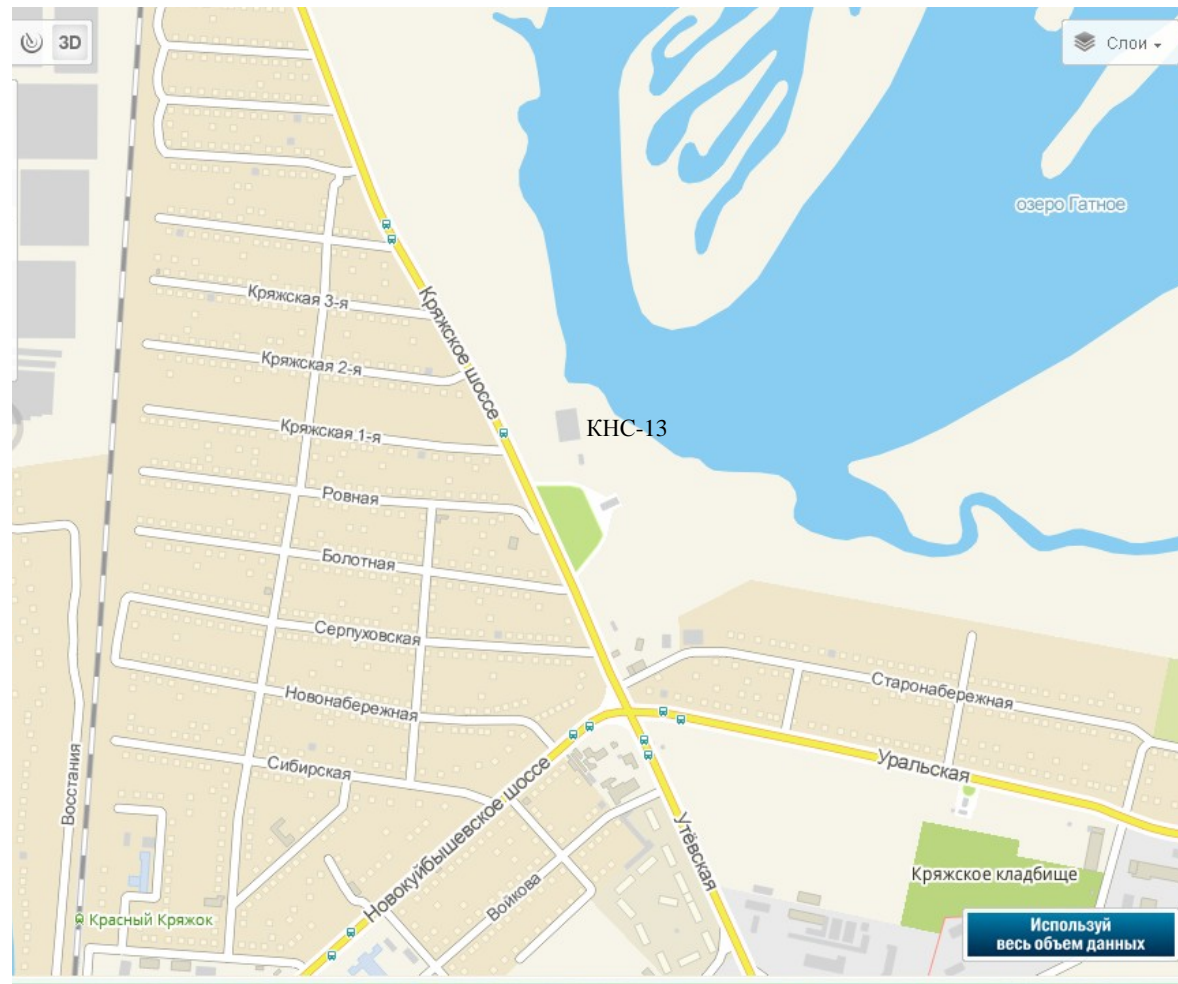 3D
Слои
озеро Гатное
Кряжская 3-я
Кряжское шоссе
Кряжская 2-я
КНС-13
Кряжская 1-я
Ровная
Болотная
Серпуховская
Старонабережная
Новонабережная
Сибирская
Уральская
Восстания
Новокуйбышевское шоссе
Утёвская
Войкова
Кряжское кладбище
Красный Кряжок
Используй
весь объем данных